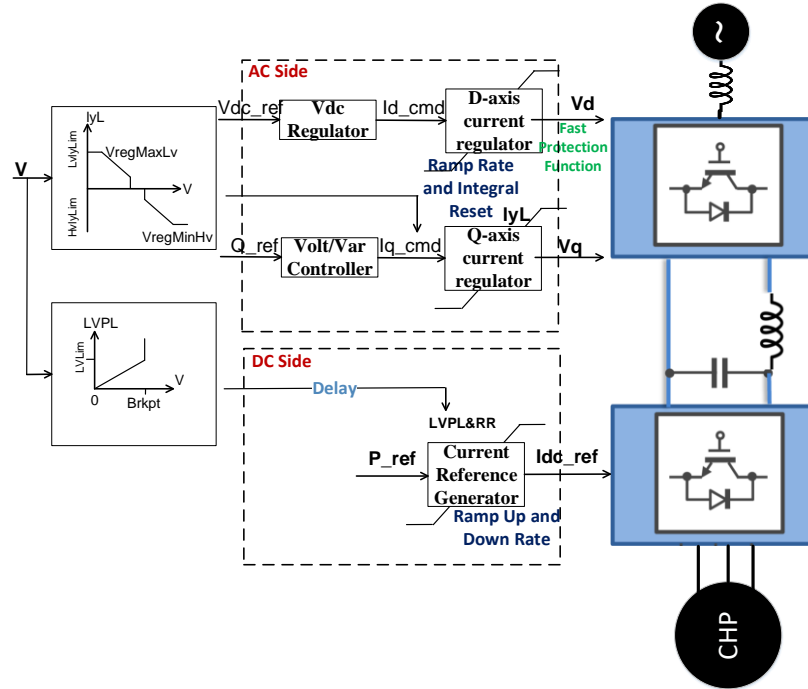 AC Side
Vdc_ref
Vdc
Regulator
Id_cmd
D-axis
current
regulator
Vd
Fast
Protection
Function
Ramp Rate
and Integral
Reset
IyL
LvIyLim
HvIyLim
VregMaxLv
V
VregMinHv
V
Q_ref
Volt/Var
Controller
Iq_cmd
IyL
Q-axis
current
regulator
Vq
LVPL
LVLim
V
0
Brkpt
DC Side
Delay
LVPL&RR
P_ref
Current
Reference
Generator
Idc_ref
Ramp Up and
Down Rate
~
CHP